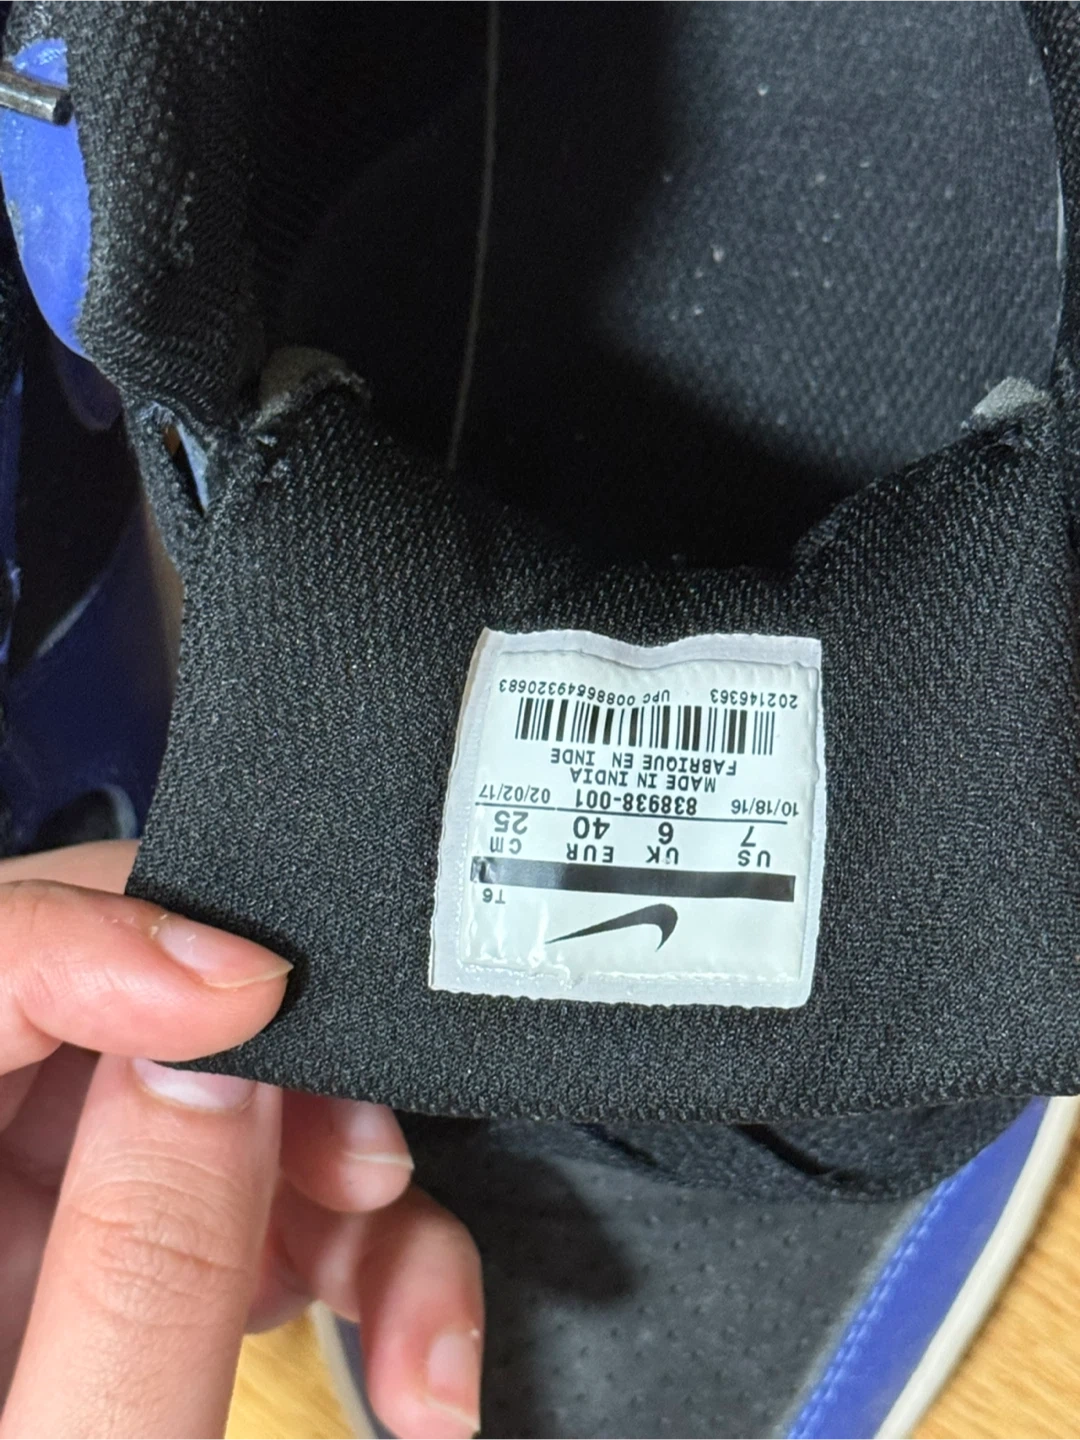 T6
US UK EUR cm
7 6 40 25
10/18/16 838938-001 02/02/17
MADE IN INDIA
FABRIQUE EN INDE
202146363 UPC 00886549320683